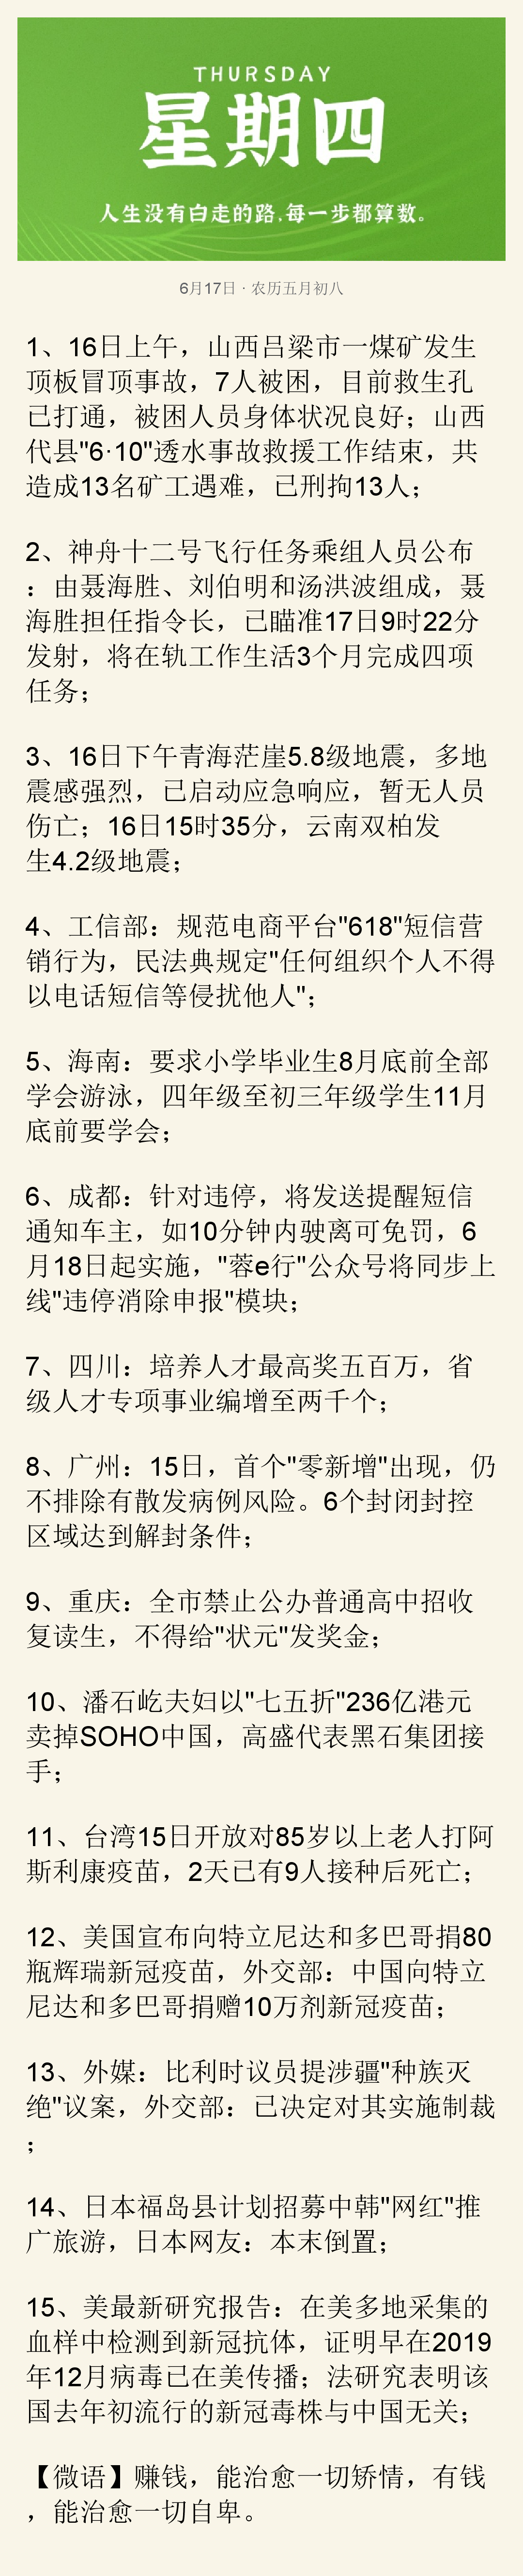 THURSDAY
星期四
人生没有白走的路,每一步都算数。
6月17日 · 农历五月初八
1、16日上午，山西吕梁市一煤矿发生
顶板冒顶事故，7人被困，目前救生孔
已打通，被困人员身体状况良好；山西
代县"6·10"透水事故救援工作结束，共
造成13名矿工遇难，已刑拘13人；
2、神舟十二号飞行任务乘组人员公布
：由聂海胜、刘伯明和汤洪波组成，聂
海胜担任指令长，己瞄准17日9时22分
发射，将在轨工作生活3个月完成四项
任务；
3、16日下午青海茫崖5.8级地震，多地
震感强烈，已启动应急响应，暂无人员
伤亡；16日15时35分，云南双柏发
生4.2级地震；
4、工信部：规范电商平台"618"短信营
销行为，民法典规定"任何组织个人不得
以电话短信等侵扰他人"；
5、海南：要求小学毕业生8月底前全部
学会游泳，四年级至初三年级学生11月
底前要学会；
6、成都：针对违停，将发送提醒短信
通知车主，如10分钟内驶离可免罚，6
月18日起实施，"蓉e行"公众号将同步上
线"违停消除申报"模块；
7、四川：培养人才最高奖五百万，省
级人才专项事业编增至两千个；
8、广州：15日，首个"零新增"出现，仍
不排除有散发病例风险。6个封闭封控
区域达到解封条件；
9、重庆：全市禁止公办普通高中招收
复读生，不得给"状元"发奖金；
10、潘石屹夫妇以"七五折"236亿港元
卖掉SOHO中国，高盛代表黑石集团接
手；
11、台湾15日开放对85岁以上老人打阿
斯利康疫苗，2天已有9人接种后死亡；
12、美国宣布向特立尼达和多巴哥捐80
瓶辉瑞新冠疫苗，外交部：中国向特立
尼达和多巴哥捐赠10万剂新冠疫苗；
13、外媒：比利时议员提涉疆"种族灭
绝"议案，外交部：已决定对其实施制裁
；
14、日本福岛县计划招募中韩"网红"推
广旅游，日本网友：本末倒置；
15、美最新研究报告：在美多地采集的
血样中检测到新冠抗体，证明早在2019
年12月病毒已在美传播；法研究表明该
国去年初流行的新冠毒株与中国无关；
【微语】赚钱，能治愈一切矫情，有钱
，能治愈一切自卑。